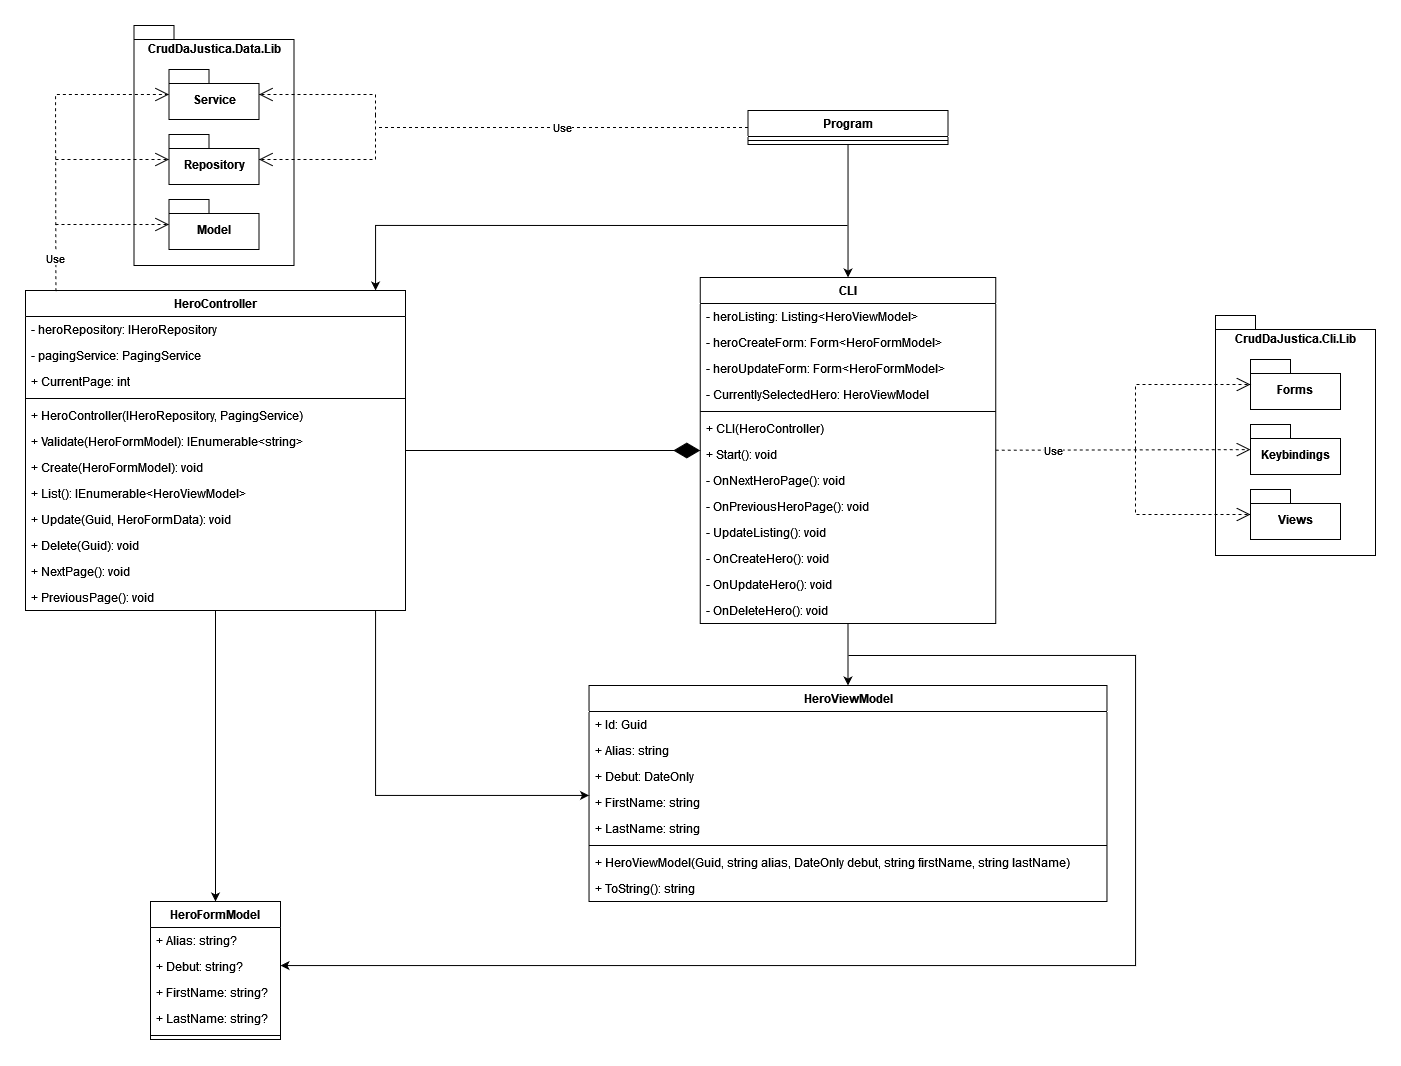 CrudDaJustica.Data.Lib
Service
Repository
Model
Use
Use
Program
HeroController
- heroRepository: IHeroRepository
- pagingService: PagingService
+ CurrentPage: int
+ HeroController(IHeroRepository, PagingService)
+ Validate(HeroFormModel): IEnumerable<string>
+ Create(HeroFormModel): void
+ List(): IEnumerable<HeroViewModel>
+ Update(Guid, HeroFormData): void
+ Delete(Guid): void
+ NextPage(): void
+ PreviousPage(): void
CLI
- heroListing: Listing<HeroViewModel>
- heroCreateForm: Form<HeroFormModel>
- heroUpdateForm: Form<HeroFormModel>
- CurrentlySelectedHero: HeroViewModel
+ CLI(HeroController)
+ Start(): void
- OnNextHeroPage(): void
- OnPreviousHeroPage(): void
- UpdateListing(): void
- OnCreateHero(): void
- OnUpdateHero(): void
- OnDeleteHero(): void
Use
CrudDaJustica.Cli.Lib
Forms
Keybindings
Views
HeroViewModel
+ Id: Guid
+ Alias: string
+ Debut: DateOnly
+ FirstName: string
+ LastName: string
+ HeroViewModel(Guid, string alias, DateOnly debut, string firstName, string lastName)
+ ToString(): string
HeroFormModel
+ Alias: string?
+ Debut: string?
+ FirstName: string?
+ LastName: string?